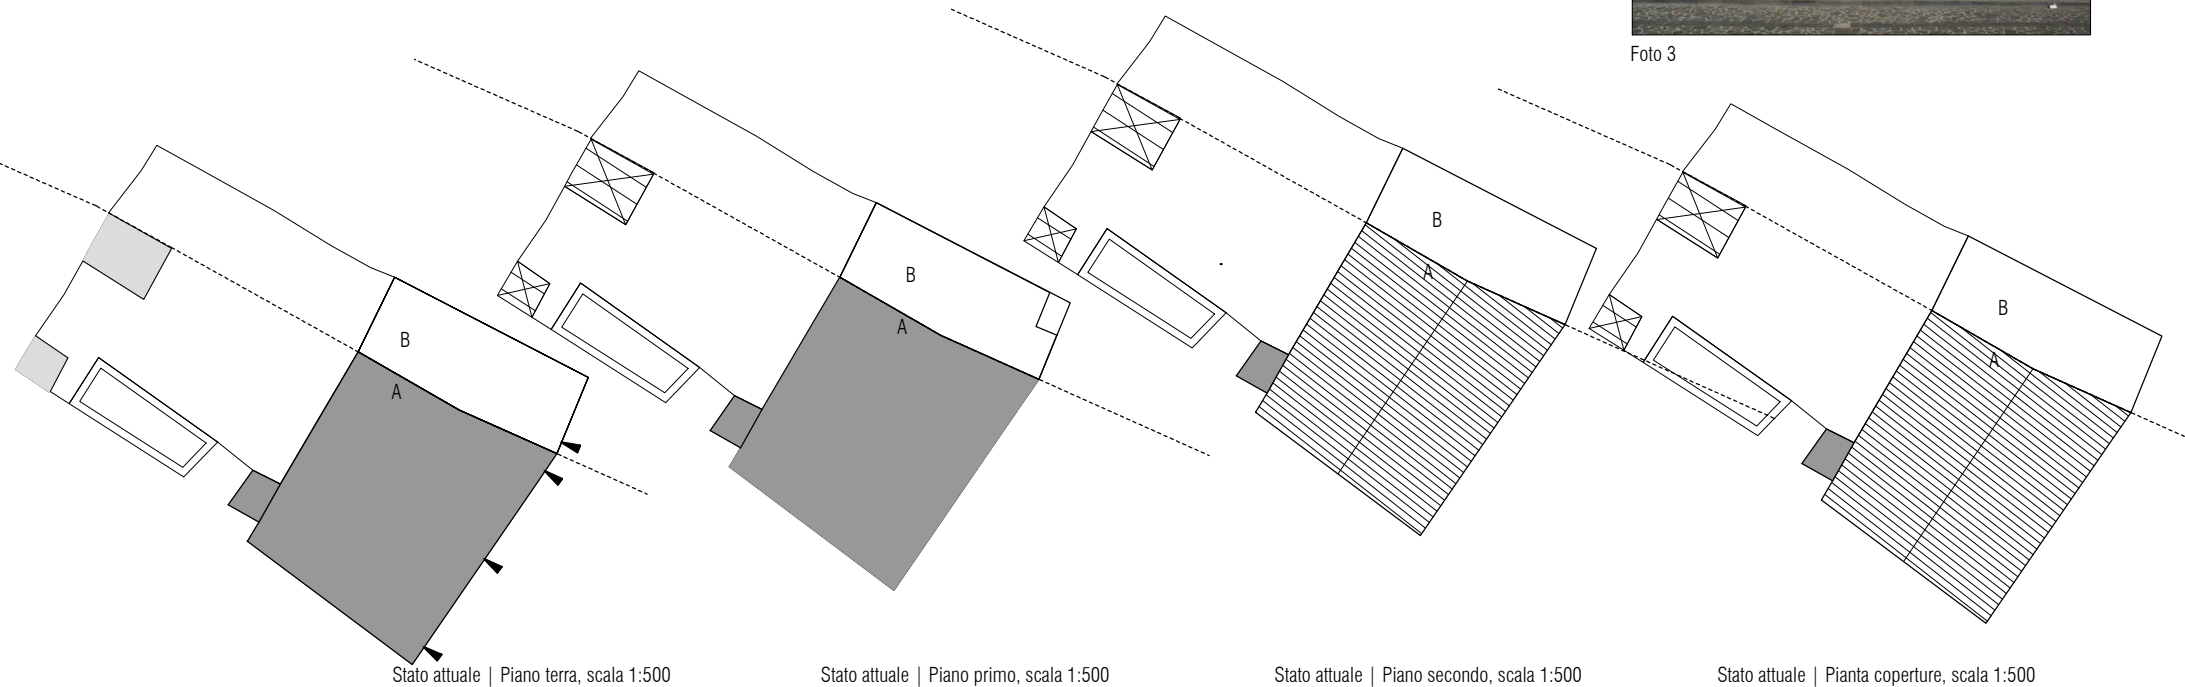 Foto 3
B
A
B
A
B
A
B
A
Stato attuale | Piano terra, scala 1:500
Stato attuale | Piano primo, scala 1:500
Stato attuale | Piano secondo, scala 1:500
Stato attuale | Pianta coperture, scala 1:500